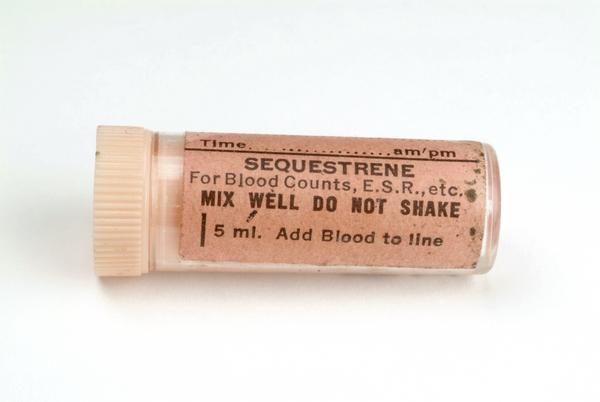 Time..........................am/pm
SEQUESTRENE
For Blood Counts, E.S.R., etc.
MIX WELL DO NOT SHAKE
5 ml. Add Blood to line